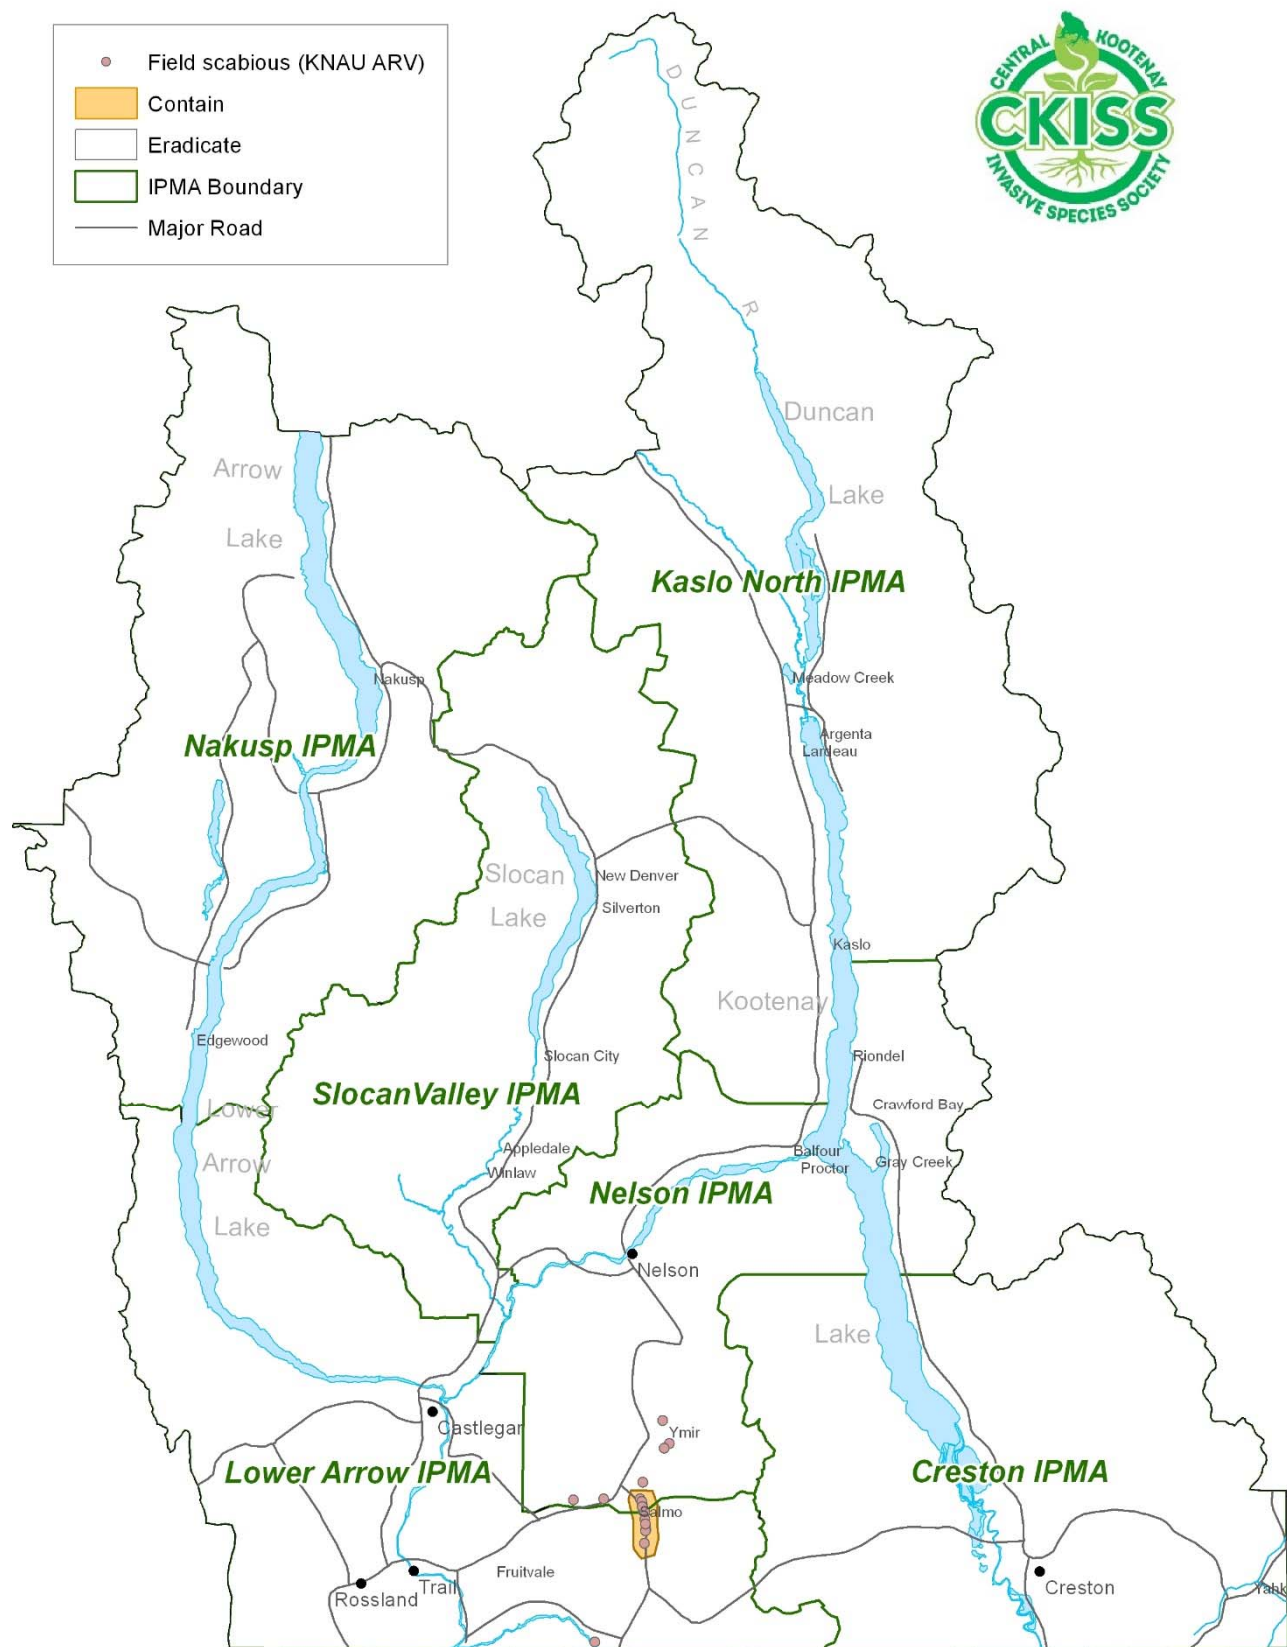 Field scabious (KNAU ARV)
Contain
Eradicate
IPMA Boundary
Major Road
CENTRAL KOOTENAY
CKISS
INVASIVE SPECIES SOCIETY
DUNCAN
R
Duncan
Lake
Arrow
Lake
Kaslo North IPMA
Nakusp
Meadow Creek
Argenta
Lardeau
Nakusp IPMA
Slocan
Lake
New Denver
Silverton
Kaslo
Kootenay
Edgewood
Slocan City
Riondel
SlocanValley IPMA
Crawford Bay
Lower
Arrow
Lake
Appledale
Winlaw
Balfour
Proctor
Gray Creek
Nelson IPMA
Nelson
Lake
Castlegar
Ymir
Lower Arrow IPMA
Creston IPMA
Salmo
Fruitvale
Rossland
Trail
Creston
Yahk